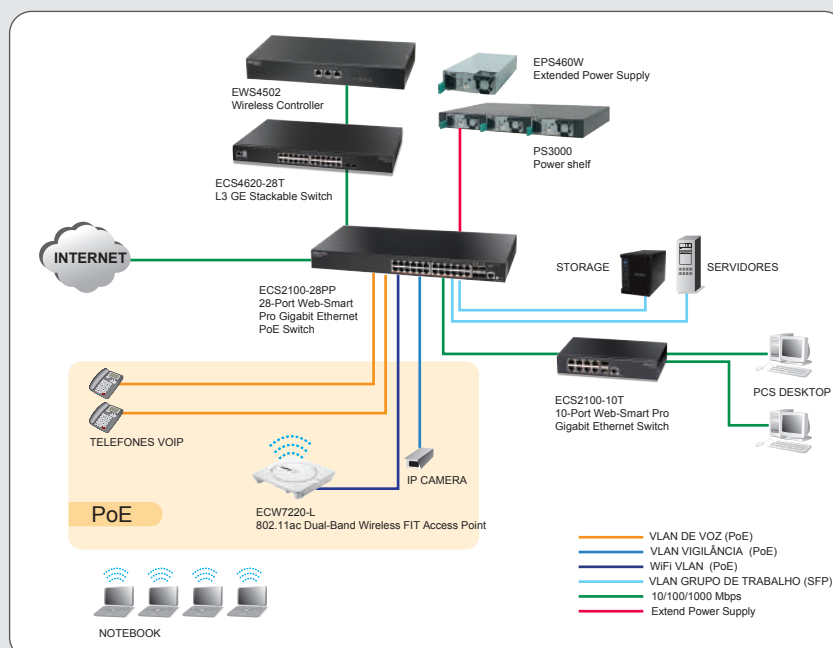 EWS4502
Wireless Controller
EPS460W
Extended Power Supply
PS3000
Power shelf
ECS4620-28T
L3 GE Stackable Switch
INTERNET
STORAGE
SERVIDORES
ECS2100-28PP
28-Port Web-Smart
Pro Gigabit Ethernet
PoE Switch
ECS2100-10T
10-Port Web-Smart Pro
Gigabit Ethernet Switch
PCS DESKTOP
TELEFONES VOIP
IP CAMERA
PoE
ECW7220-L
802.11ac Dual-Band Wireless FIT Access Point
NOTEBOOK
VLAN DE VOZ (PoE)
VLAN VIGILÂNCIA (PoE)
WiFi VLAN (PoE)
VLAN GRUPO DE TRABALHO (SFP)
10/100/1000 Mbps
Extend Power Supply